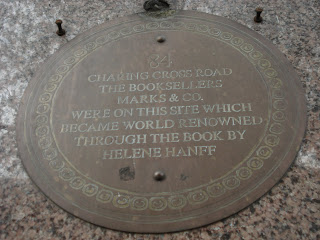 84
CHARING CROSS ROAD
THE BOOKSELLERS
MARKS & CO.
WERE ON THIS SITE WHICH
BECAME WORLD RENOWNED
THROUGH THE BOOK BY
HELENE HANFF